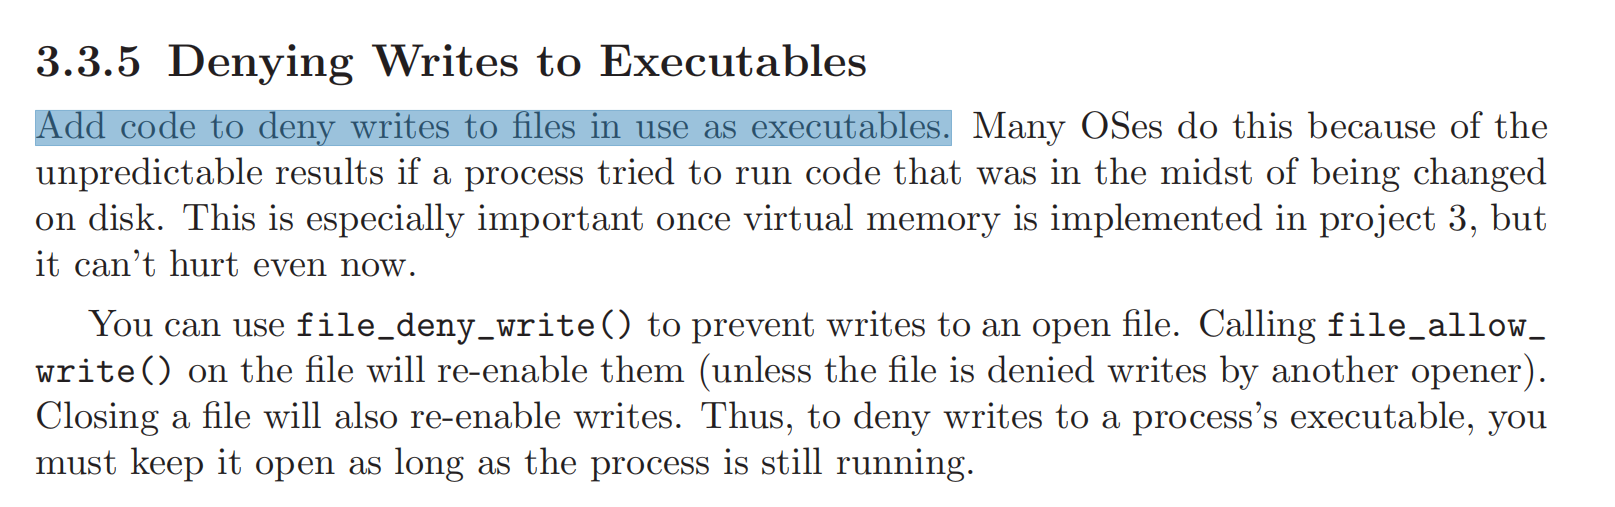 3.3.5 Denying Writes to Executables
Add code to deny writes to files in use as executables. Many OSes do this because of the
unpredictable results if a process tried to run code that was in the midst of being changed
on disk. This is especially important once virtual memory is implemented in project 3, but
it can't hurt even now.
You can use file_deny_write() to prevent writes to an open file. Calling file_allow_
write() on the file will re-enable them (unless the file is denied writes by another opener).
Closing a file will also re-enable writes. Thus, to deny writes to a process's executable, you
must keep it open as long as the process is still running.